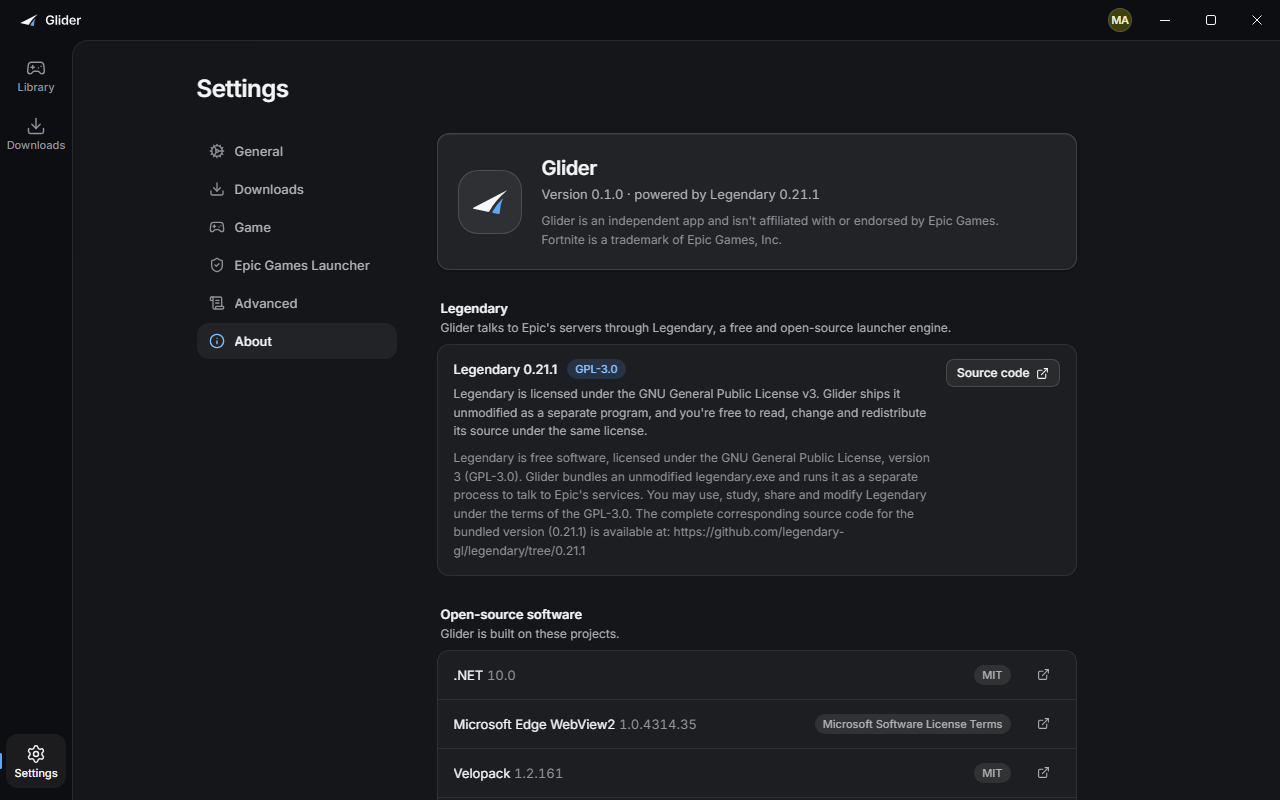 Glider
MA
Library
Downloads
Settings
Settings
General
Downloads
Game
Epic Games Launcher
Advanced
About
Glider
Version 0.1.0 · powered by Legendary 0.21.1
Glider is an independent app and isn't affiliated with or endorsed by Epic Games.
Fortnite is a trademark of Epic Games, Inc.
Legendary
Glider talks to Epic's servers through Legendary, a free and open-source launcher engine.
Legendary 0.21.1 GPL-3.0
Source code
Legendary is licensed under the GNU General Public License v3. Glider ships it
unmodified as a separate program, and you're free to read, change and redistribute
its source under the same license.
Legendary is free software, licensed under the GNU General Public License, version
3 (GPL-3.0). Glider bundles an unmodified legendary.exe and runs it as a separate
process to talk to Epic's services. You may use, study, share and modify Legendary
under the terms of the GPL-3.0. The complete corresponding source code for the
bundled version (0.21.1) is available at: https://github.com/legendary-
gl/legendary/tree/0.21.1
Open-source software
Glider is built on these projects.
.NET 10.0 MIT
Microsoft Edge WebView2 1.0.4314.35 Microsoft Software License Terms
Velopack 1.2.161 MIT